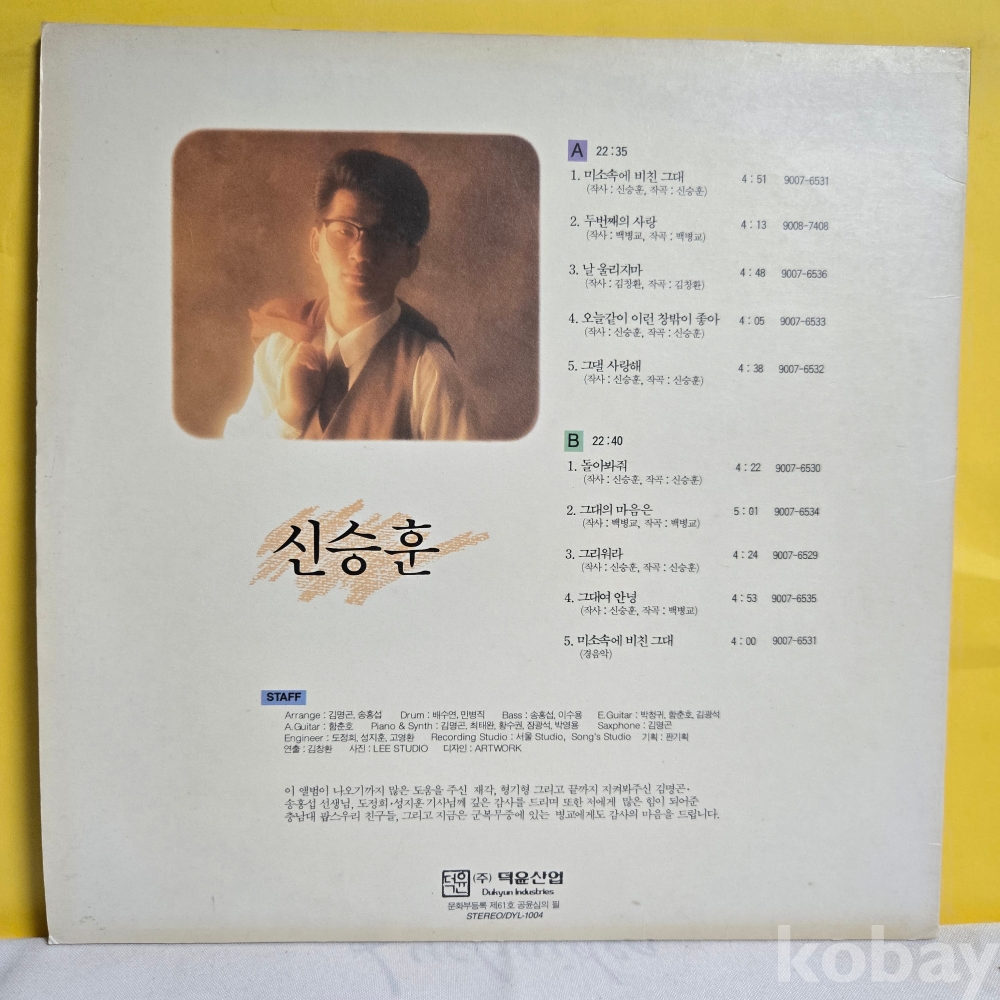 A 22:35
1. 미소속에 비친 그대 4:51 9007-6531
(작사 : 신승훈, 작곡 : 신승훈)
2. 두번째의 사랑 4:13 9008-7408
(작사 : 백병교, 작곡 : 백병교)
3. 날 울리지마 4:48 9007-6536
(작사 : 김창환, 작곡 : 김창환)
4. 오늘같이 이런 창밖이 좋아 4:05 9007-6533
(작사 : 신승훈, 작곡 : 신승훈)
5. 그댈 사랑해 4:38 9007-6532
(작사 : 신승훈, 작곡 : 신승훈)
B 22:40
1. 돌아봐줘 4:22 9007-6530
(작사 : 신승훈, 작곡 : 신승훈)
2. 그대의 마음은 5:01 9007-6534
(작사 : 백병교, 작곡 : 백병교)
3. 그리워라 4:24 9007-6529
(작사 : 신승훈, 작곡 : 신승훈)
4. 그대여 안녕 4:53 9007-6535
(작사 : 신승훈, 작곡 : 백병교)
5. 미소속에 비친 그대 4:00 9007-6531
(경음악)
신승훈
STAFF
Arrange : 김명곤, 송홍섭 Drum : 배수연, 민병직 Bass : 송홍섭, 이수용 E.Guitar : 박청귀, 함춘호, 김광석
A.Guitar : 함춘호 Piano & Synth : 김명곤, 최태완, 황수권, 장광석, 박영용 Saxphone : 김명곤
Engineer : 도정회, 성지훈, 고영환 Recording Studio : 서울 Studio, Song's Studio 기획 : 판기획
연출 : 김창환 사진 : LEE STUDIO 디자인 : ARTWORK
이 앨범이 나오기까지 많은 도움을 주신 재각, 형기형 그리고 끝까지 지켜봐주신 김명곤·
송홍섭 선생님, 도정회·성지훈 기사님께 깊은 감사를 드리며 또한 저에게 많은 힘이 되어준
충남대 팝스우리 친구들, 그리고 지금은 군복무중에 있는 병교에게도 감사의 마음을 드립니다.
덕윤 (주) 덕윤산업
Dukyun Industries
문화부등록 제61호 공윤심의 필
STEREO/DYL-1004
kobay